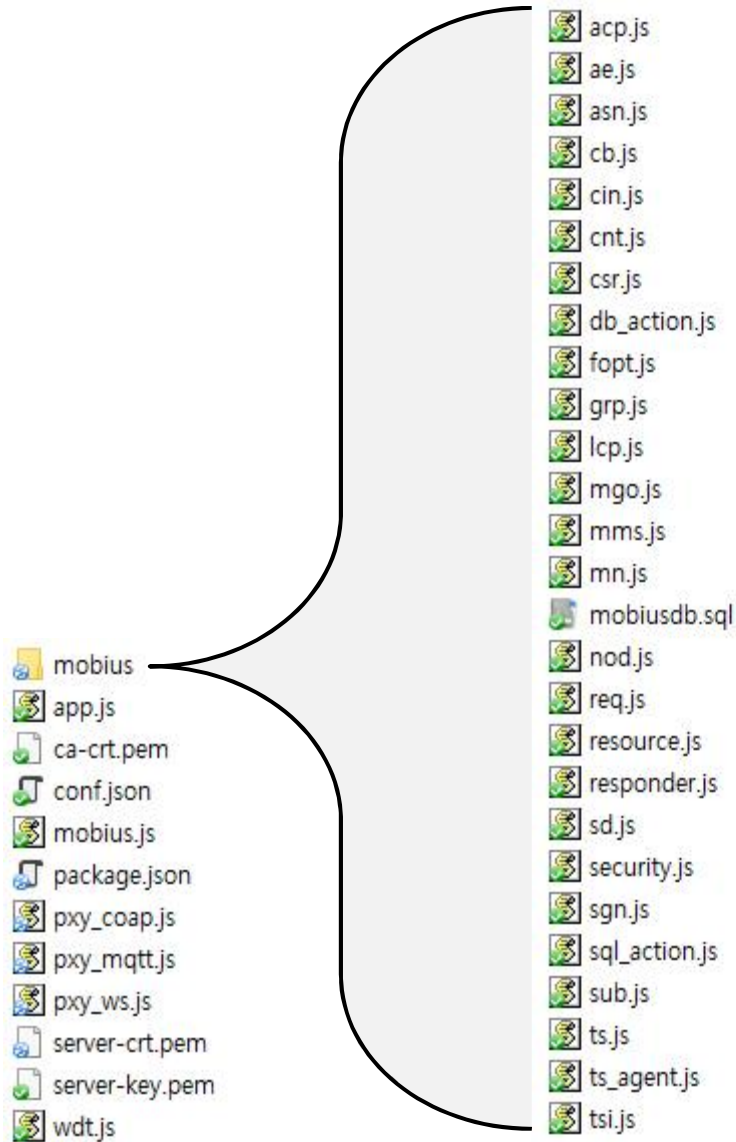 mobius
app.js
ca-crt.pem
conf.json
mobius.js
package.json
pxy_coap.js
pxy_mqtt.js
pxy_ws.js
server-crt.pem
server-key.pem
wdt.js
acp.js
ae.js
asn.js
cb.js
cin.js
cnt.js
csr.js
db_action.js
fopt.js
grp.js
lcp.js
mgo.js
mms.js
mn.js
mobiusdb.sql
nod.js
req.js
resource.js
responder.js
sd.js
security.js
sgn.js
sql_action.js
sub.js
ts.js
ts_agent.js
tsi.js